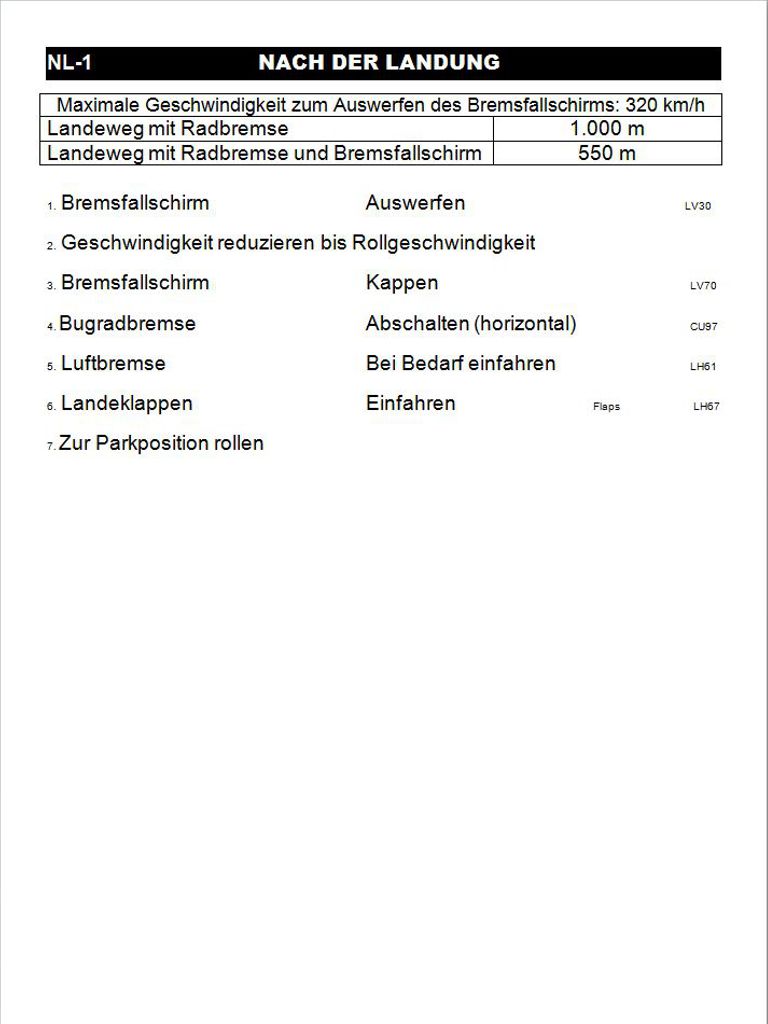 NL-1 NACH DER LANDUNG
Maximale Geschwindigkeit zum Auswerfen des Bremsfallschirms: 320 km/h
Landeweg mit Radbremse 1.000 m
Landeweg mit Radbremse und Bremsfallschirm 550 m
1. Bremsfallschirm Auswerfen LV30
2. Geschwindigkeit reduzieren bis Rollgeschwindigkeit
3. Bremsfallschirm Kappen LV70
4. Bugradbremse Abschalten (horizontal) CU97
5. Luftbremse Bei Bedarf einfahren LH61
6. Landeklappen Einfahren Flaps LH67
7. Zur Parkposition rollen